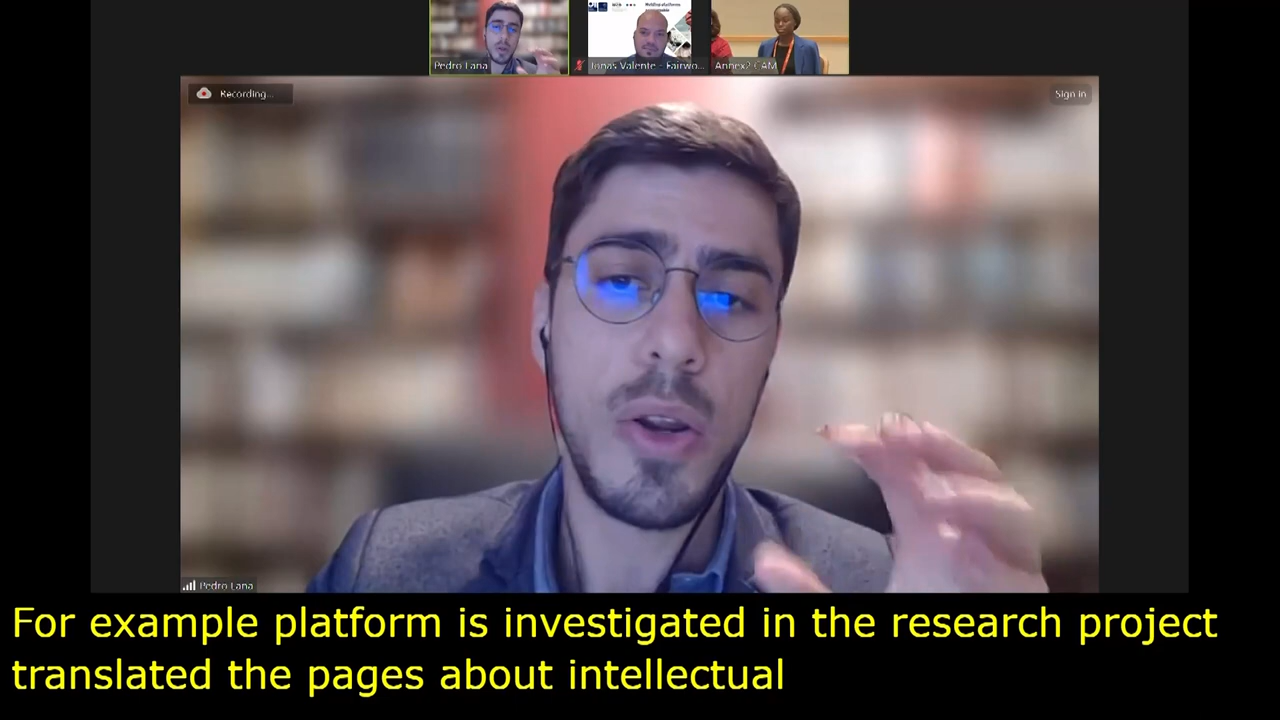 Pedro Lana
Jonas Valente - Fairwo...
Annex2-CAM
Recording...
Sign in
Pedro Lana
For example platform is investigated in the research project
translated the pages about intellectual